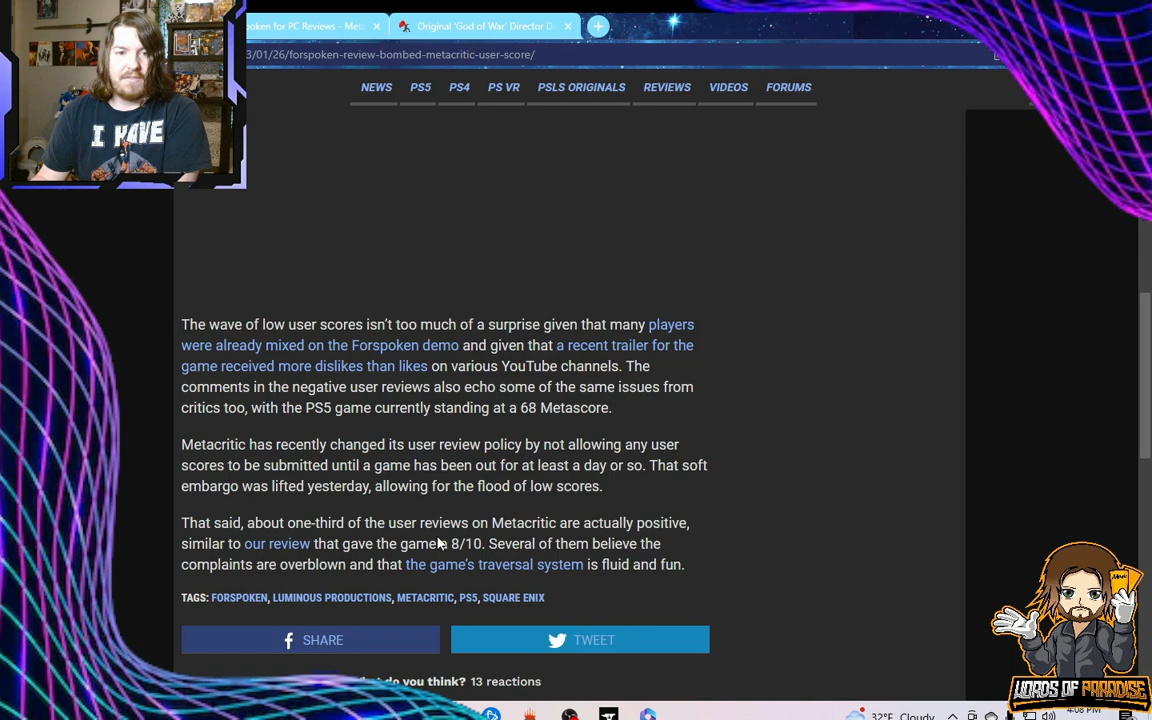 oken for PC Reviews - Met
Original 'God of War' Director D
3/01/26/forspoken-review-bombed-metacritic-user-score/
NEWS PS5 PS4 PS VR PSLS ORIGINALS REVIEWS VIDEOS FORUMS
I HAVE
The wave of low user scores isn't too much of a surprise given that many players
were already mixed on the Forspoken demo and given that a recent trailer for the
game received more dislikes than likes on various YouTube channels. The
comments in the negative user reviews also echo some of the same issues from
critics too, with the PS5 game currently standing at a 68 Metascore.
Metacritic has recently changed its user review policy by not allowing any user
scores to be submitted until a game has been out for at least a day or so. That soft
embargo was lifted yesterday, allowing for the flood of low scores.
That said, about one-third of the user reviews on Metacritic are actually positive,
similar to our review that gave the game a 8/10. Several of them believe the
complaints are overblown and that the game's traversal system is fluid and fun.
TAGS: FORSPOKEN, LUMINOUS PRODUCTIONS, METACRITIC, PS5, SQUARE ENIX
SHARE TWEET
do you think? 13 reactions
WORDS OF PARADISE
32°F Cloudy 4:08 PM